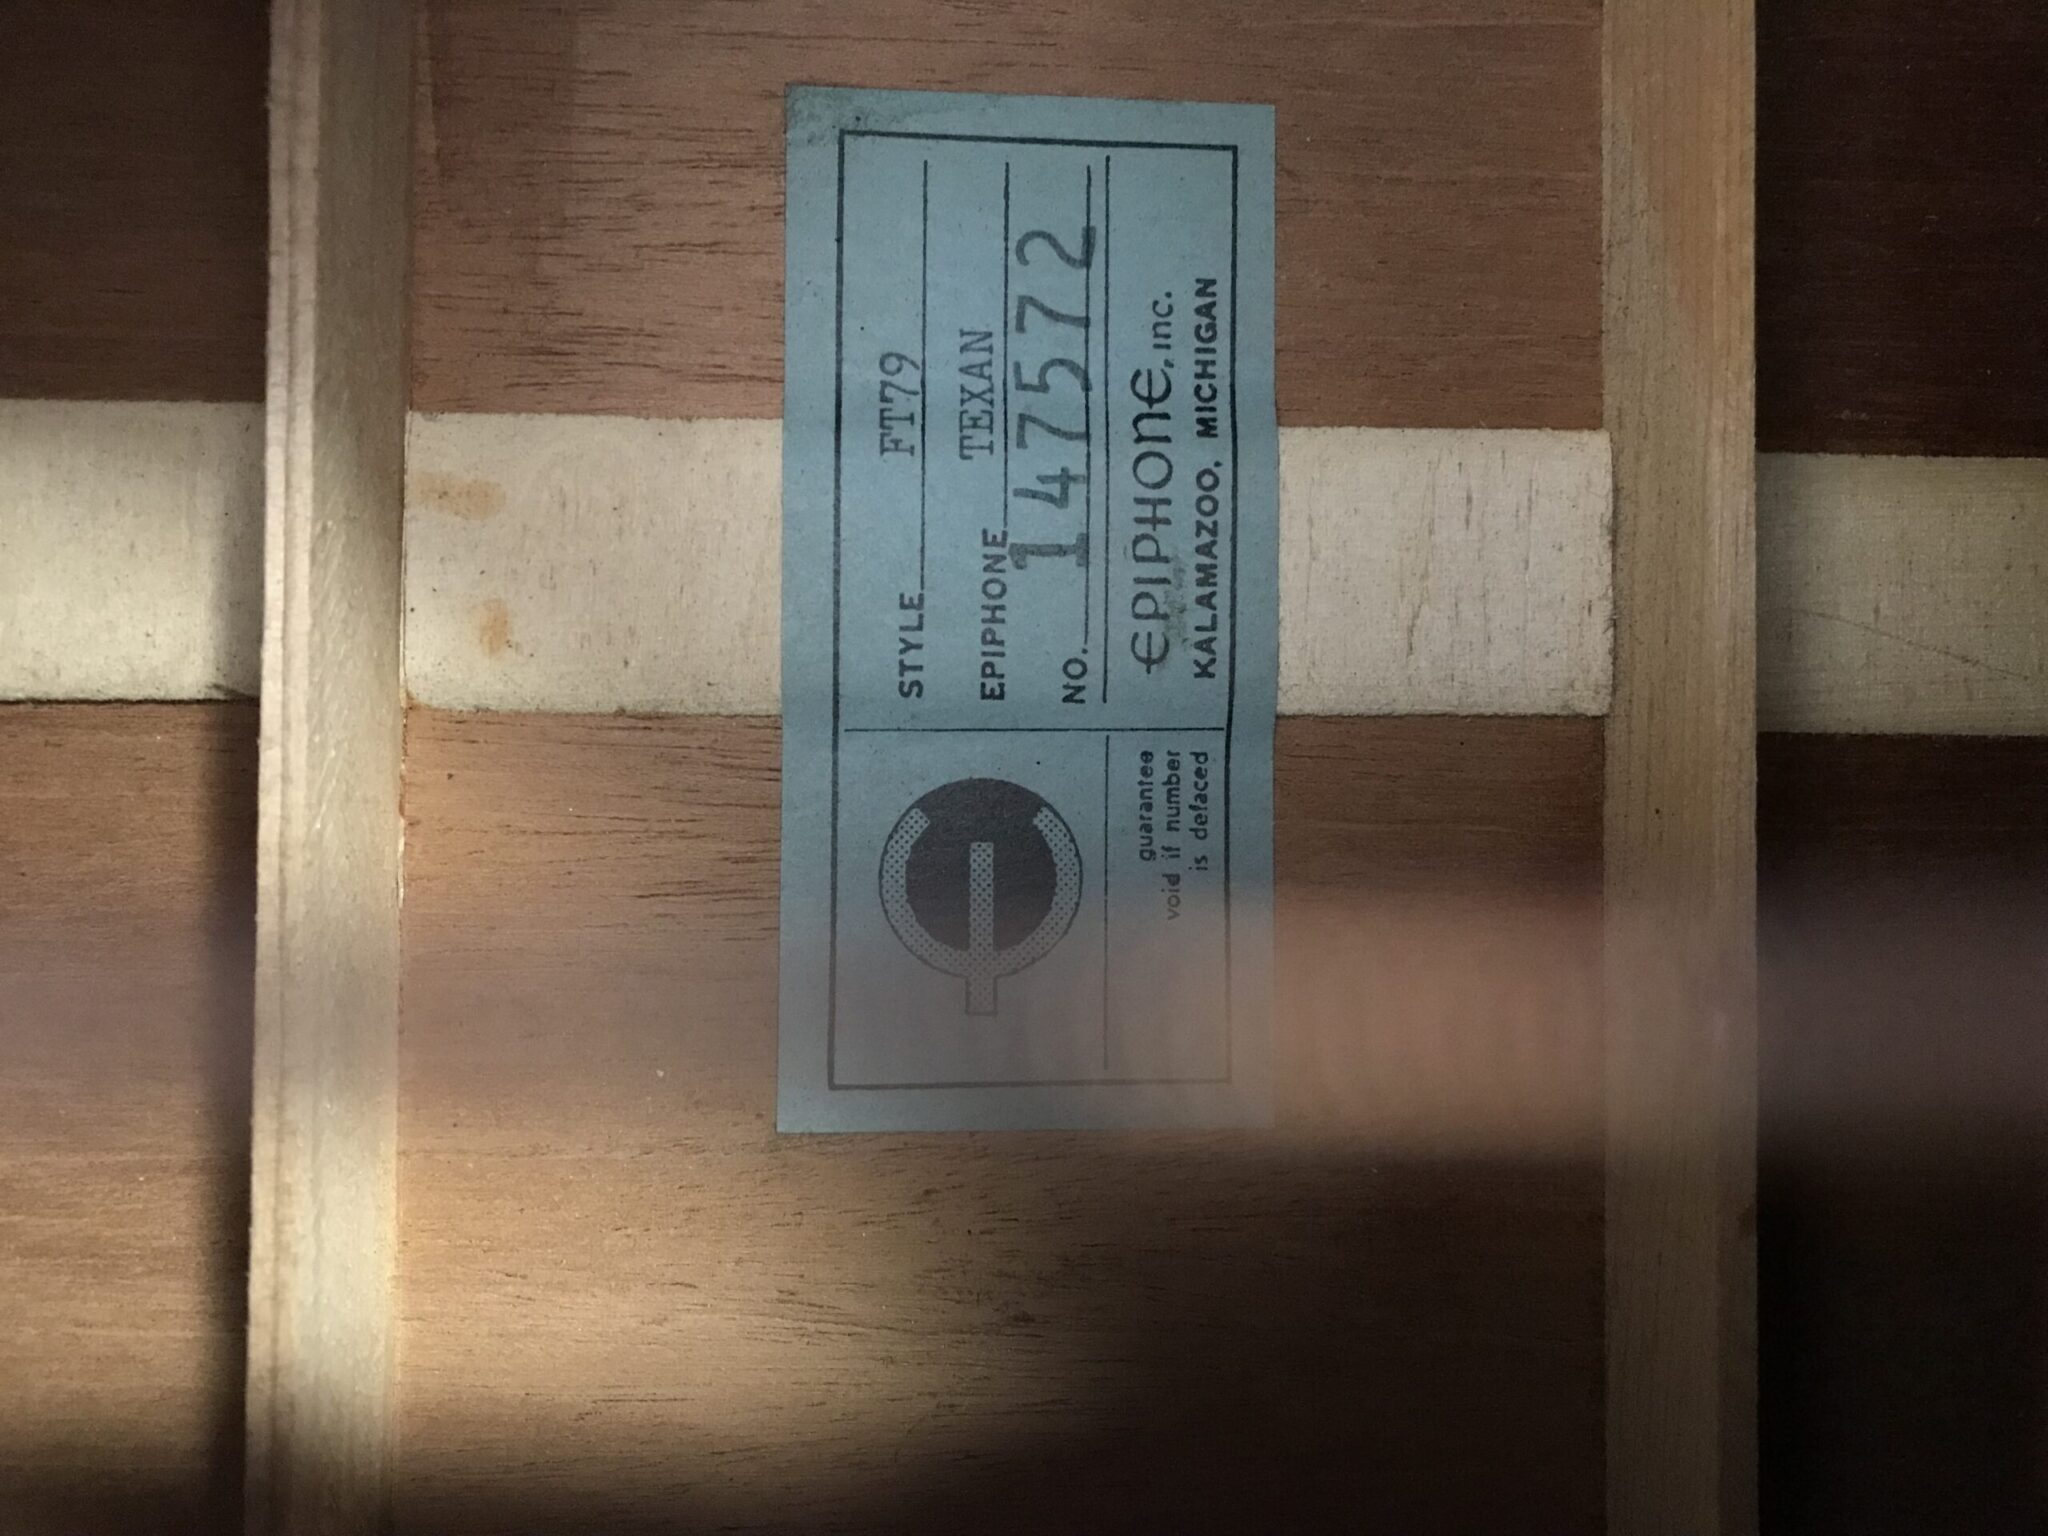 STYLE FT79
EPIPHONE TEXAN
NO. 147572
EPIPHONE, INC.
KALAMAZOO, MICHIGAN
guarantee
void if number
is defaced